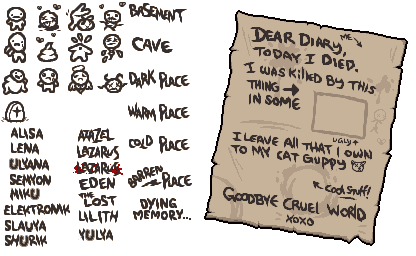 BASEMENT
CAVE
DARK PLACE
WARM PLACE
COLD PLACE
BARREN PLACE
DYING
MEMORY...
ALISA
LENA
ULYANA
SEMYON
MIKU
ELEKTRONIK
SLAVYA
SHURIK
AZAZEL
LAZARUS
LAZARUS
EDEN
THE
LOST
LILITH
YULYA
DEAR DIARY,
TODAY I DIED.
ME
I WAS KILLED BY THIS
THING
IN SOME
UGLY
I LEAVE ALL THAT I OWN
TO MY CAT GUPPY
COOL STUFF!
GOODBYE CRUEL WORLD
XOXO